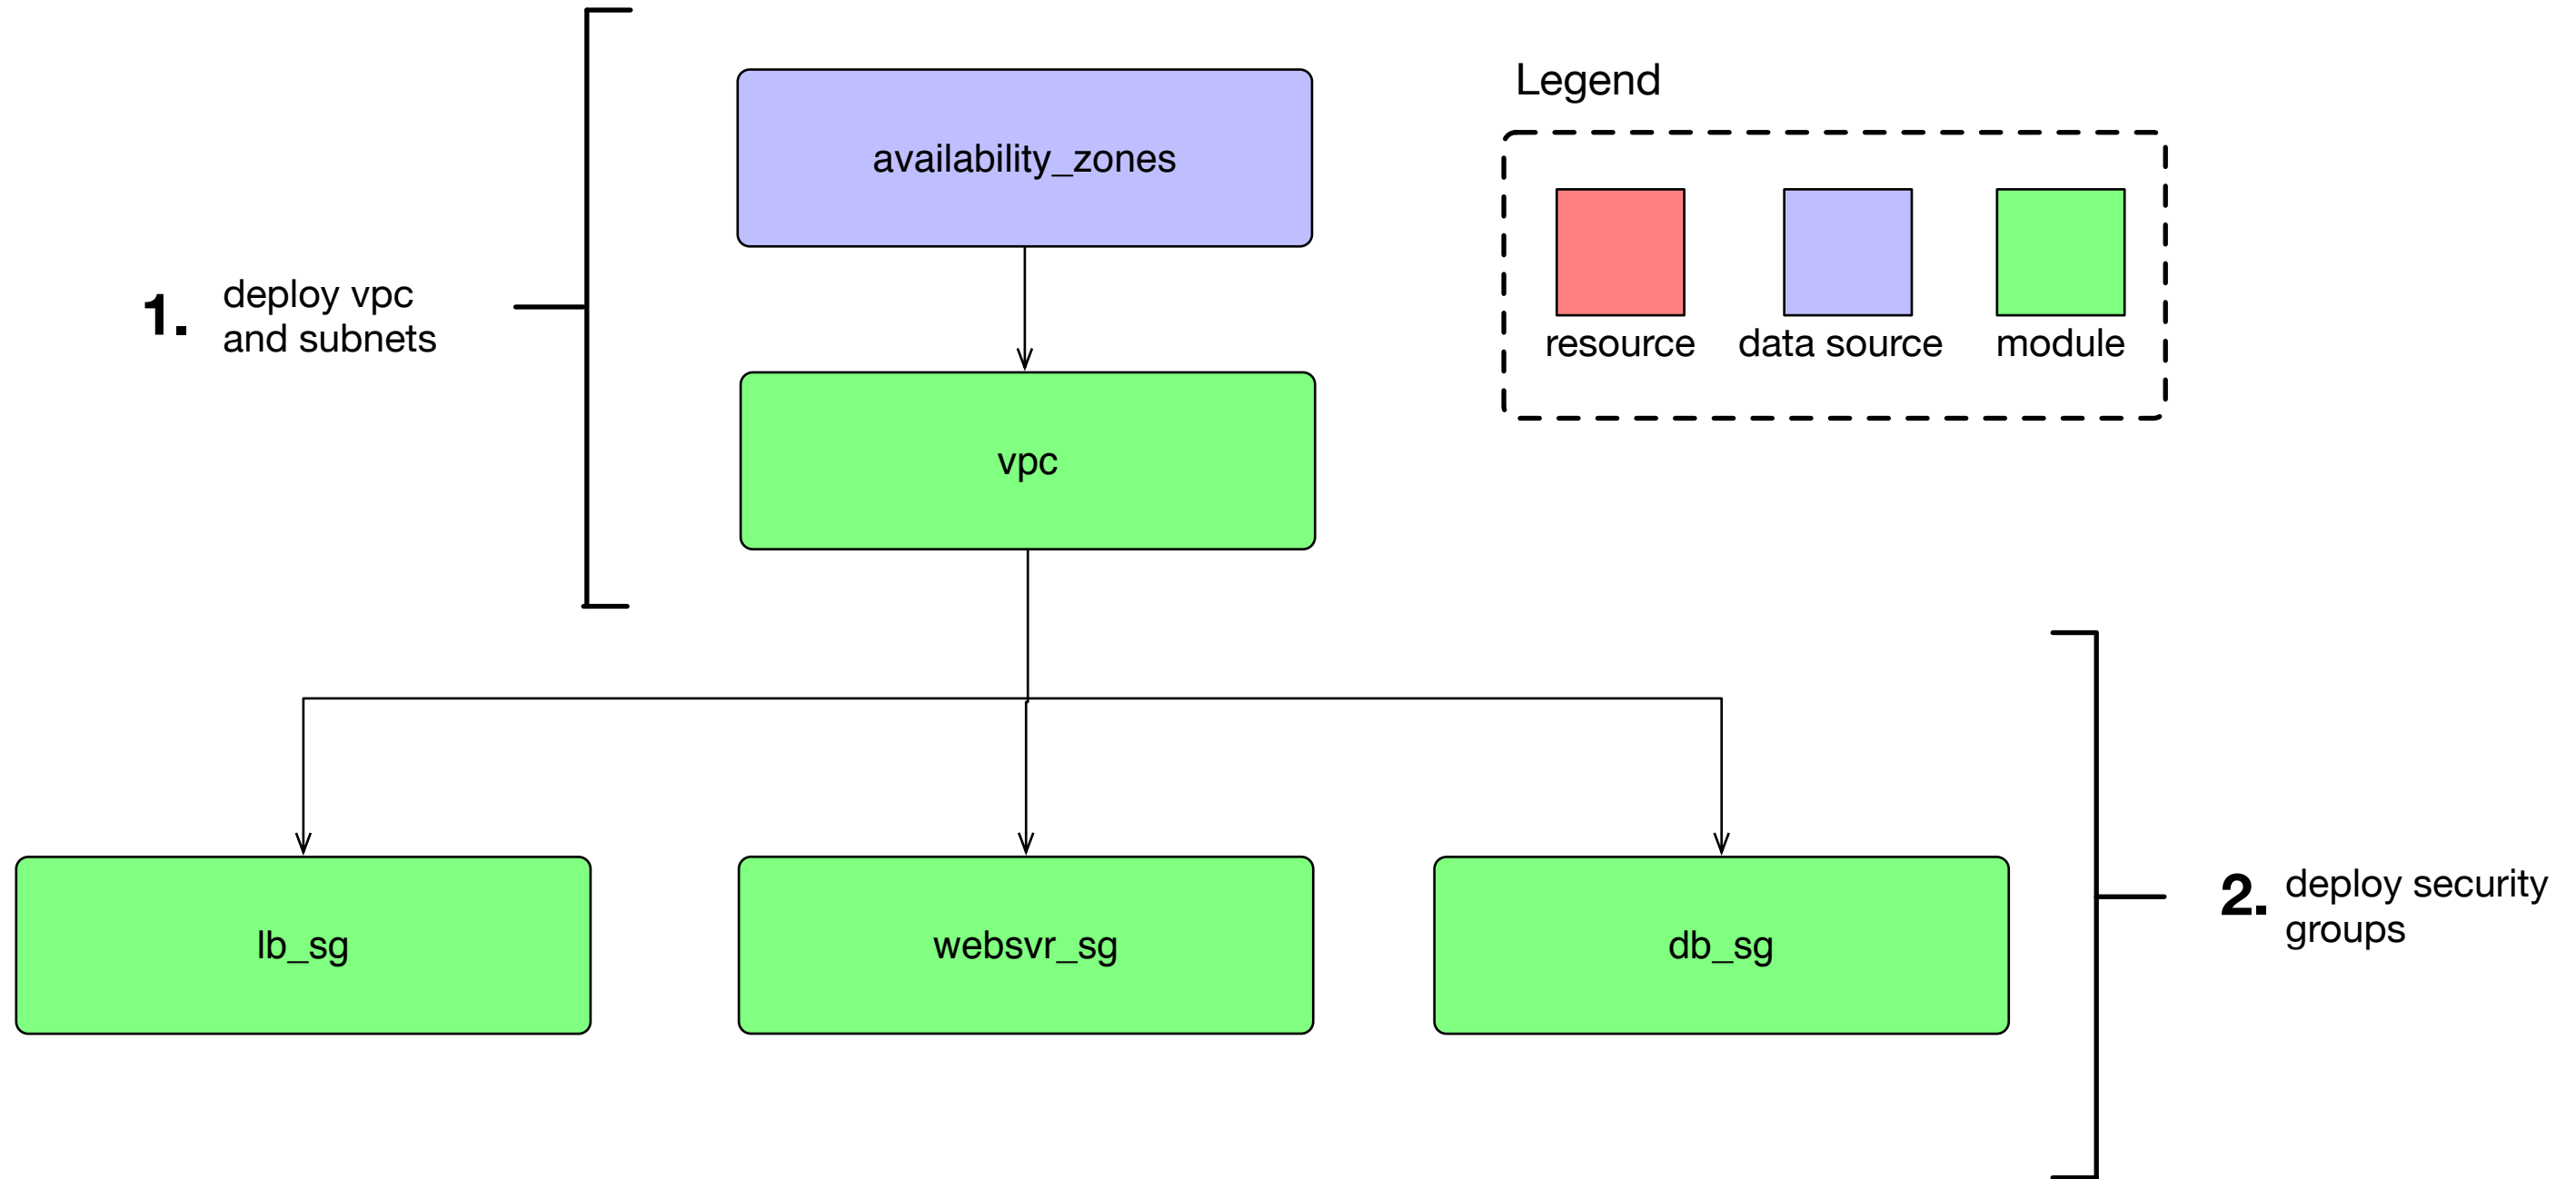 availability_zones
Legend
resource
data source
module
1.
deploy vpc
and subnets
vpc
lb_sg
websvr_sg
db_sg
2.
deploy security
groups